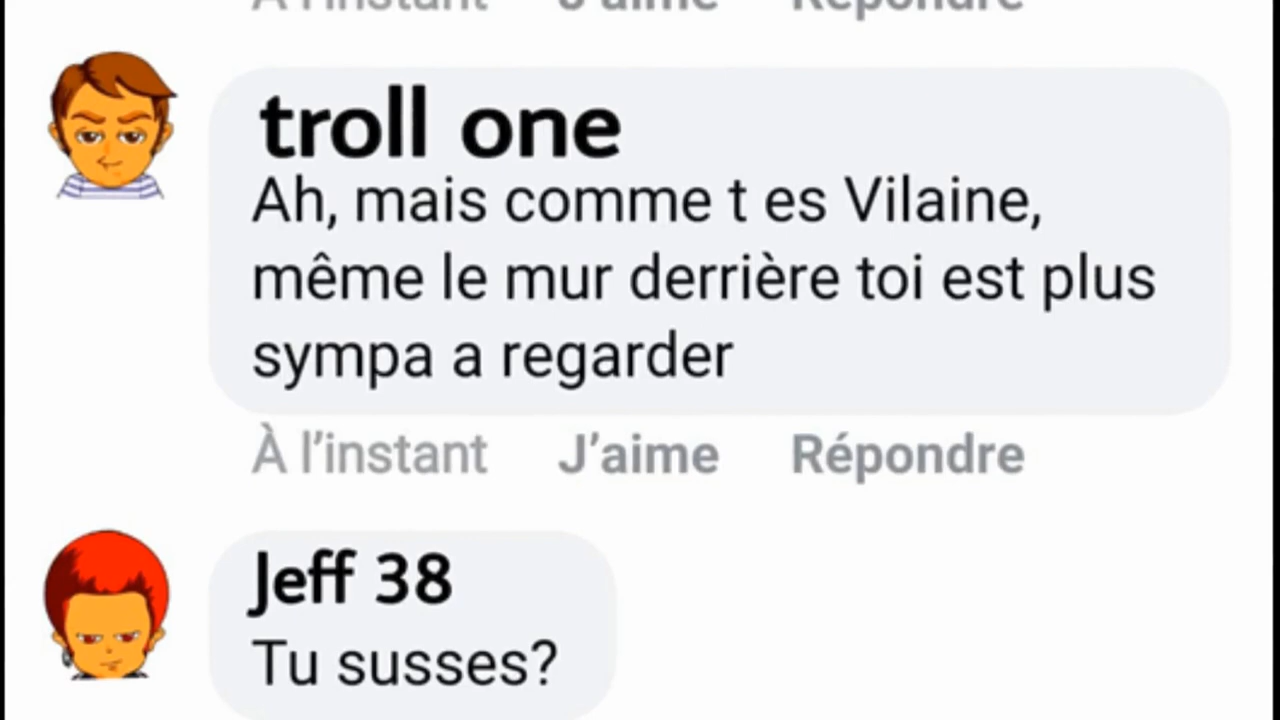 À l'instant J'aime Répondre
troll one
Ah, mais comme t es Vilaine,
même le mur derrière toi est plus
sympa a regarder
À l’instant J’aime Répondre
Jeff 38
Tu susses?